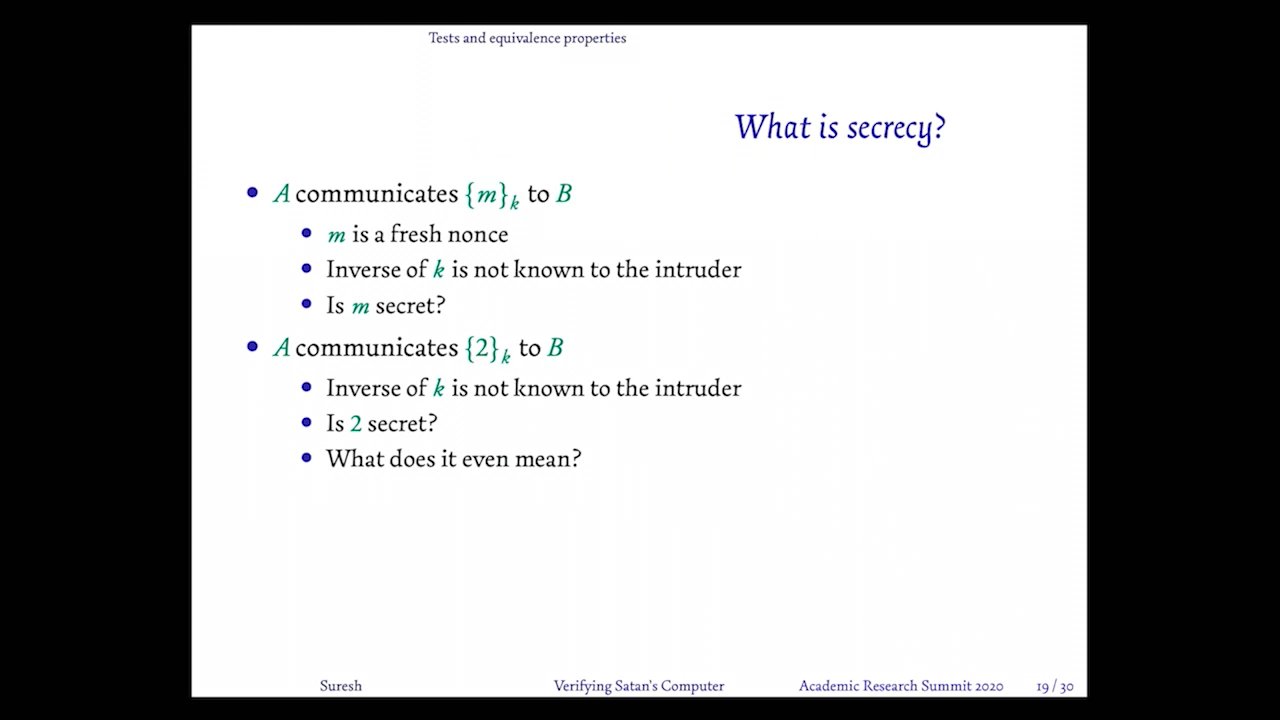 Tests and equivalence properties
What is secrecy?
• A communicates {m}k to B
• m is a fresh nonce
• Inverse of k is not known to the intruder
• Is m secret?
• A communicates {2}k to B
• Inverse of k is not known to the intruder
• Is 2 secret?
• What does it even mean?
Suresh Verifying Satan's Computer Academic Research Summit 2020 19 / 30